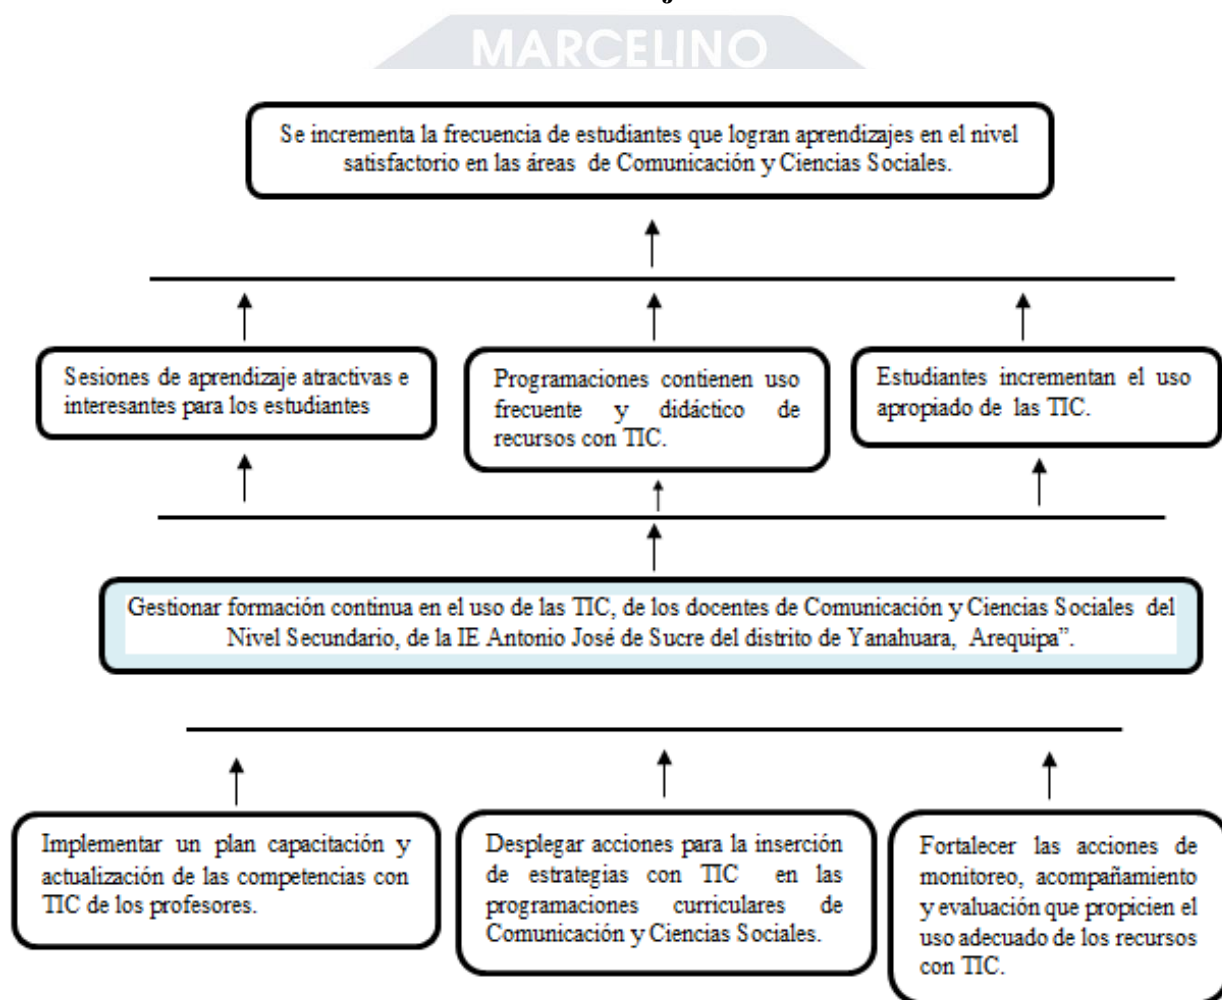 MARCELINO
Se incrementa la frecuencia de estudiantes que logran aprendizajes en el nivel
satisfactorio en las áreas de Comunicación y Ciencias Sociales.
Sesiones de aprendizaje atractivas e
interesantes para los estudiantes
Programaciones contienen uso
frecuente y didáctico de
recursos con TIC.
Estudiantes incrementan el uso
apropiado de las TIC.
Gestionar formación continua en el uso de las TIC, de los docentes de Comunicación y Ciencias Sociales del
Nivel Secundario, de la IE Antonio José de Sucre del distrito de Yanahuara, Arequipa”.
Implementar un plan capacitación y
actualización de las competencias con
TIC de los profesores.
Desplegar acciones para la inserción
de estrategias con TIC en las
programaciones curriculares de
Comunicación y Ciencias Sociales.
Fortalecer las acciones de
monitoreo, acompañamiento
y evaluación que propicien el
uso adecuado de los recursos
con TIC.